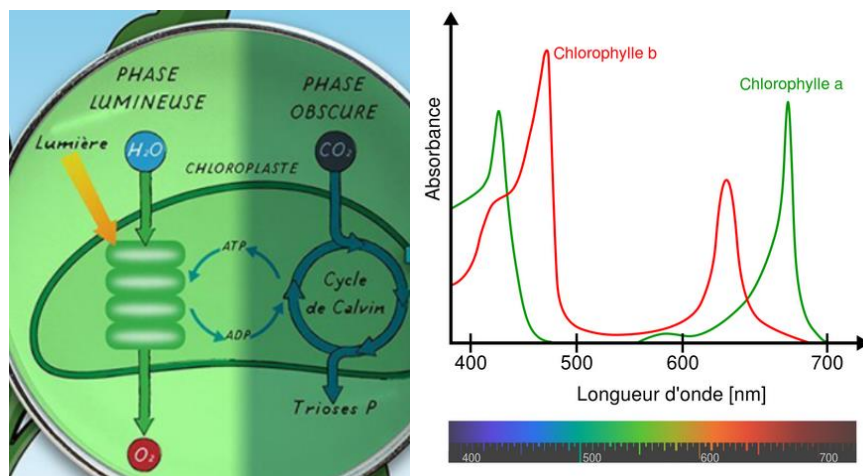 PHASE
LUMINEUSE
PHASE
OBSCURE
Lumière
H₂O
CO₂
CHLOROPLASTE
ATP
ADP
Cycle
de Calvin
Trioses P
O₂
Absorbance
Chlorophylle b
Chlorophylle a
400
500
600
700
Longueur d'onde [nm]
400
500
600
700